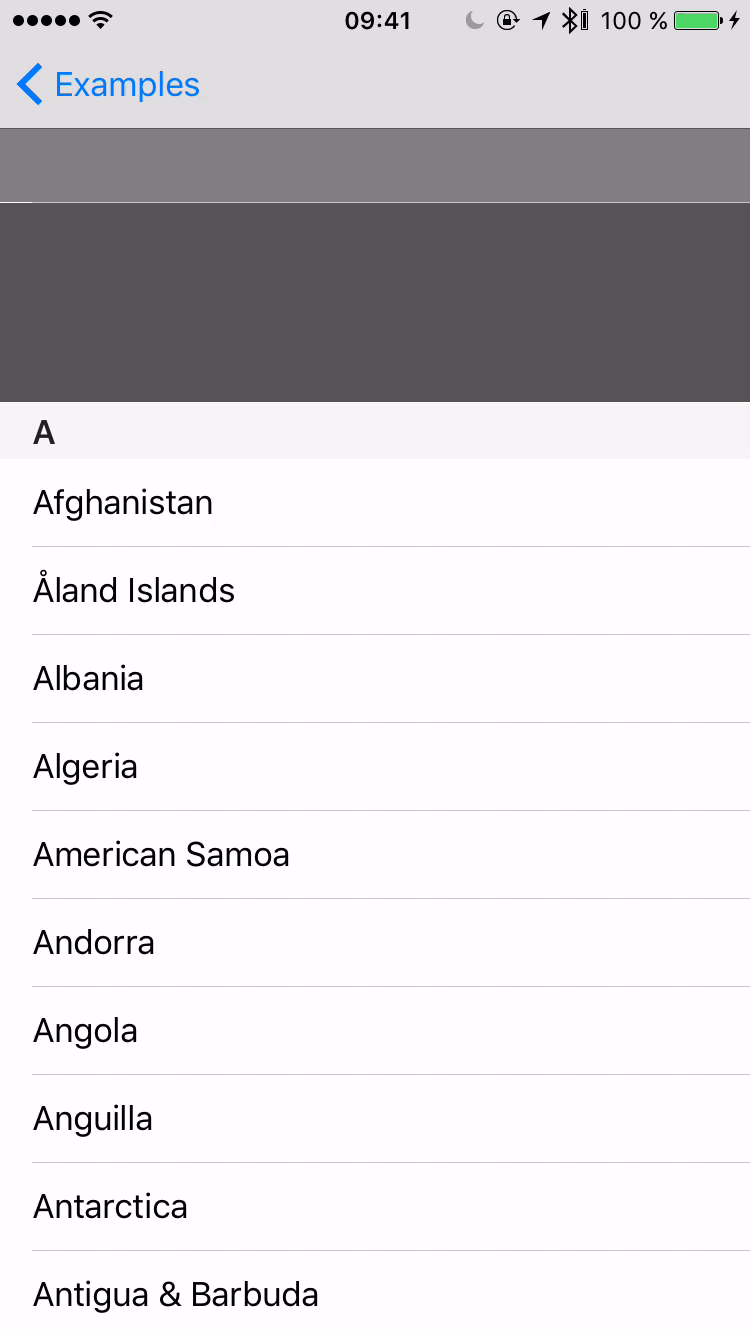 09:41 100 %
Examples
A
Afghanistan
Åland Islands
Albania
Algeria
American Samoa
Andorra
Angola
Anguilla
Antarctica
Antigua & Barbuda